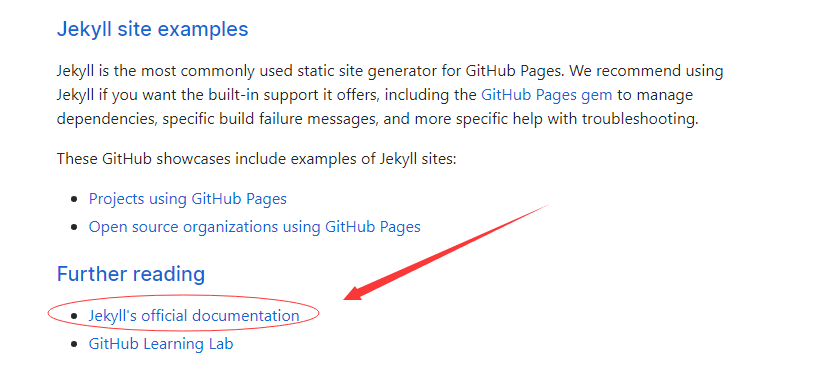 Jekyll site examples
Jekyll is the most commonly used static site generator for GitHub Pages. We recommend using
Jekyll if you want the built-in support it offers, including the GitHub Pages gem to manage
dependencies, specific build failure messages, and more specific help with troubleshooting.
These GitHub showcases include examples of Jekyll sites:
Projects using GitHub Pages
Open source organizations using GitHub Pages
Further reading
Jekyll's official documentation
GitHub Learning Lab